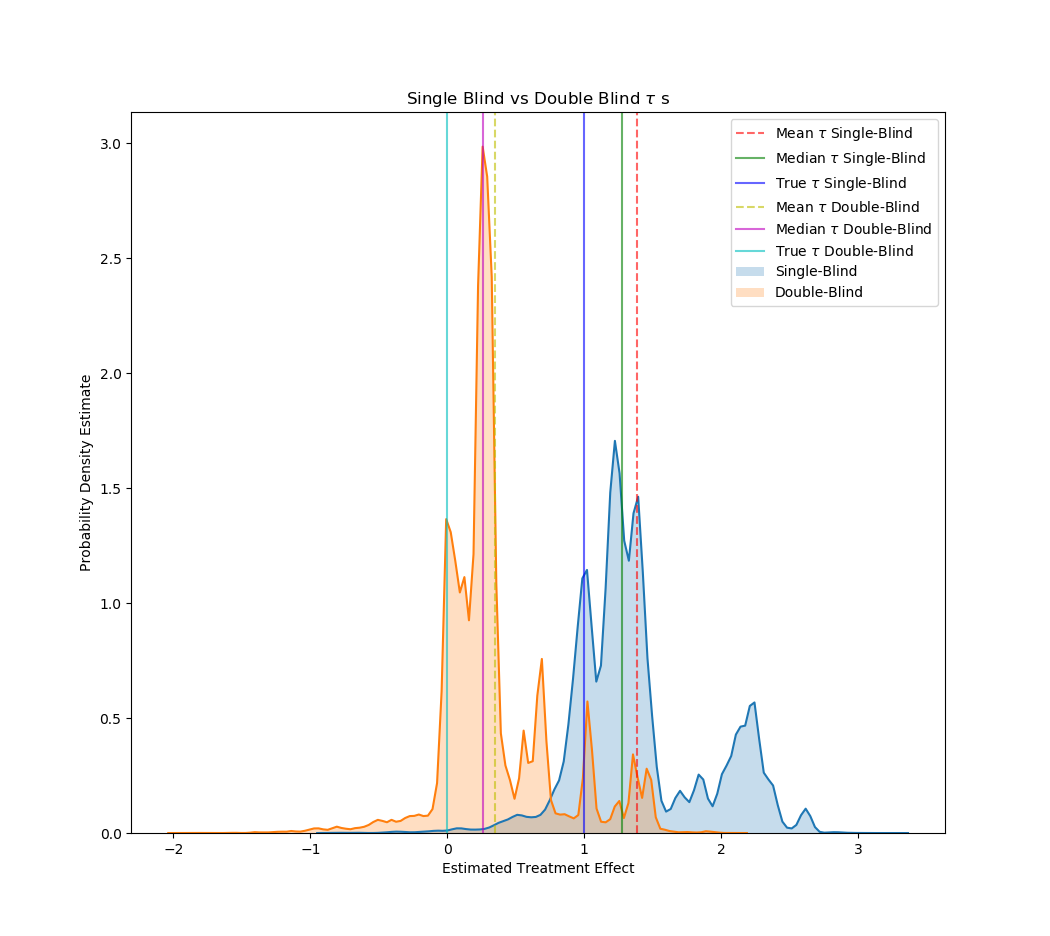 Single Blind vs Double Blind τ s
Mean τ Single-Blind
Median τ Single-Blind
True τ Single-Blind
Mean τ Double-Blind
Median τ Double-Blind
True τ Double-Blind
Single-Blind
Double-Blind
3.0
2.5
2.0
1.5
1.0
0.5
0.0
Probability Density Estimate
−2
−1
0
1
2
3
Estimated Treatment Effect